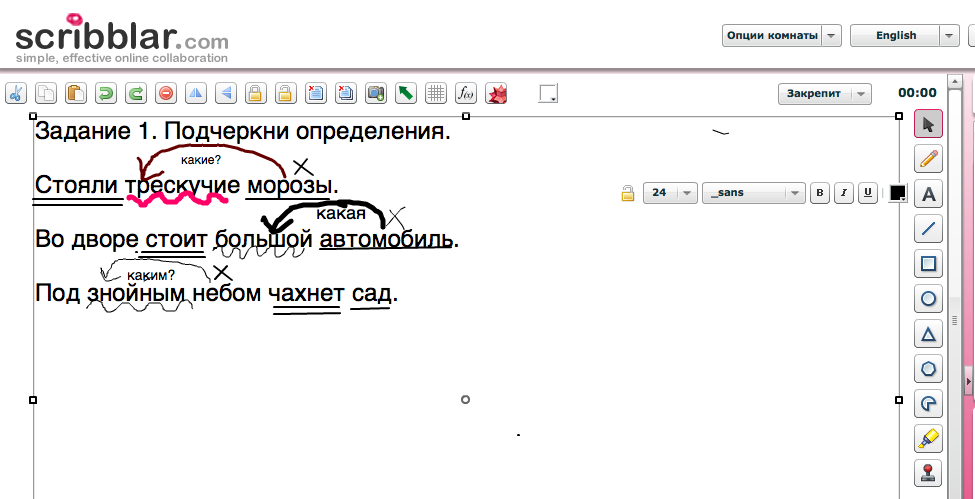 scribblar.com
simple, effective online collaboration
Опции комнаты English
f(x) Закрепит 00:00
Задание 1. Подчеркни определения.
какие?
Стояли трескучие морозы.
24 _sans B I U
A
какая
Во дворе стоит большой автомобиль.
каким?
Под знойным небом чахнет сад.